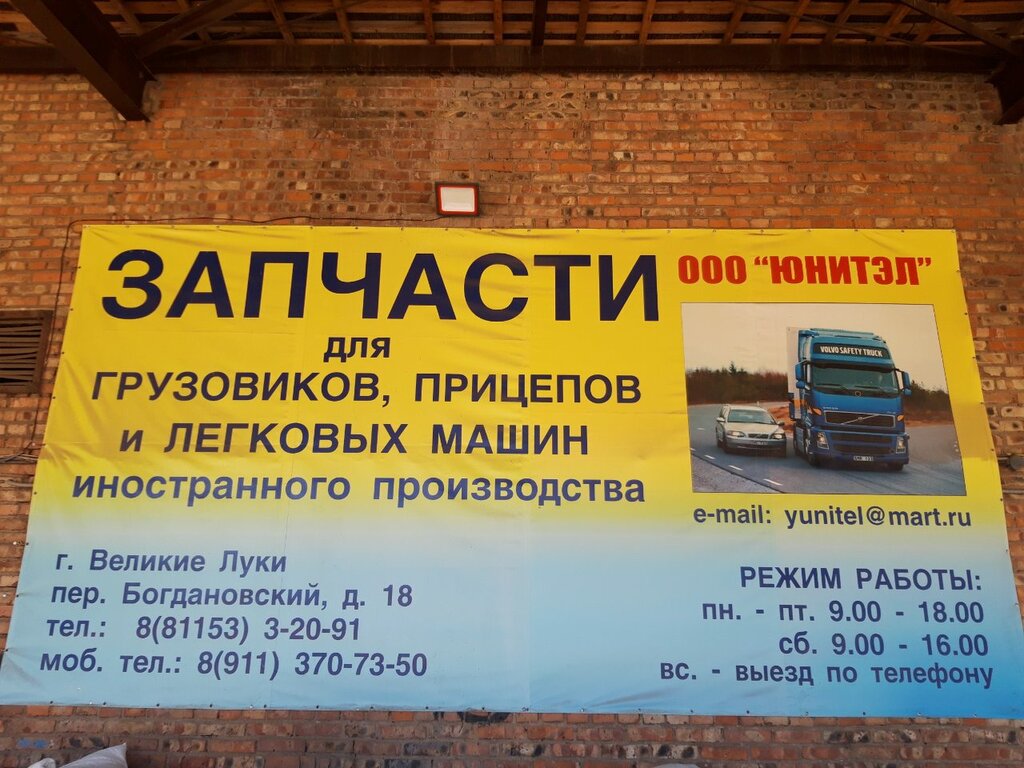 ЗАПЧАСТИ
для
ГРУЗОВИКОВ, ПРИЦЕПОВ
и ЛЕГКОВЫХ МАШИН
иностранного производства
г. Великие Луки
пер. Богдановский, д. 18
тел.: 8(81153) 3-20-91
моб. тел.: 8(911) 370-73-50
ООО "ЮНИТЭЛ"
VOLVO SAFETY TRUCK
e-mail: yunitel@mart.ru
РЕЖИМ РАБОТЫ:
пн. - пт. 9.00 - 18.00
сб. 9.00 - 16.00
вс. - выезд по телефону